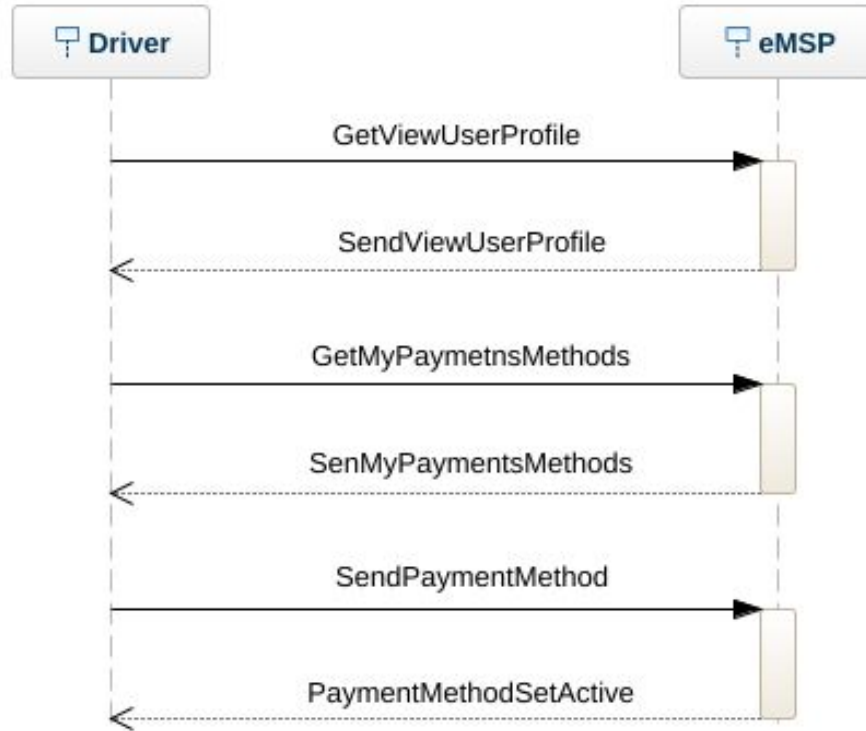 Driver
eMSP
GetViewUserProfile
SendViewUserProfile
GetMyPaymetnsMethods
SenMyPaymentsMethods
SendPaymentMethod
PaymentMethodSetActive